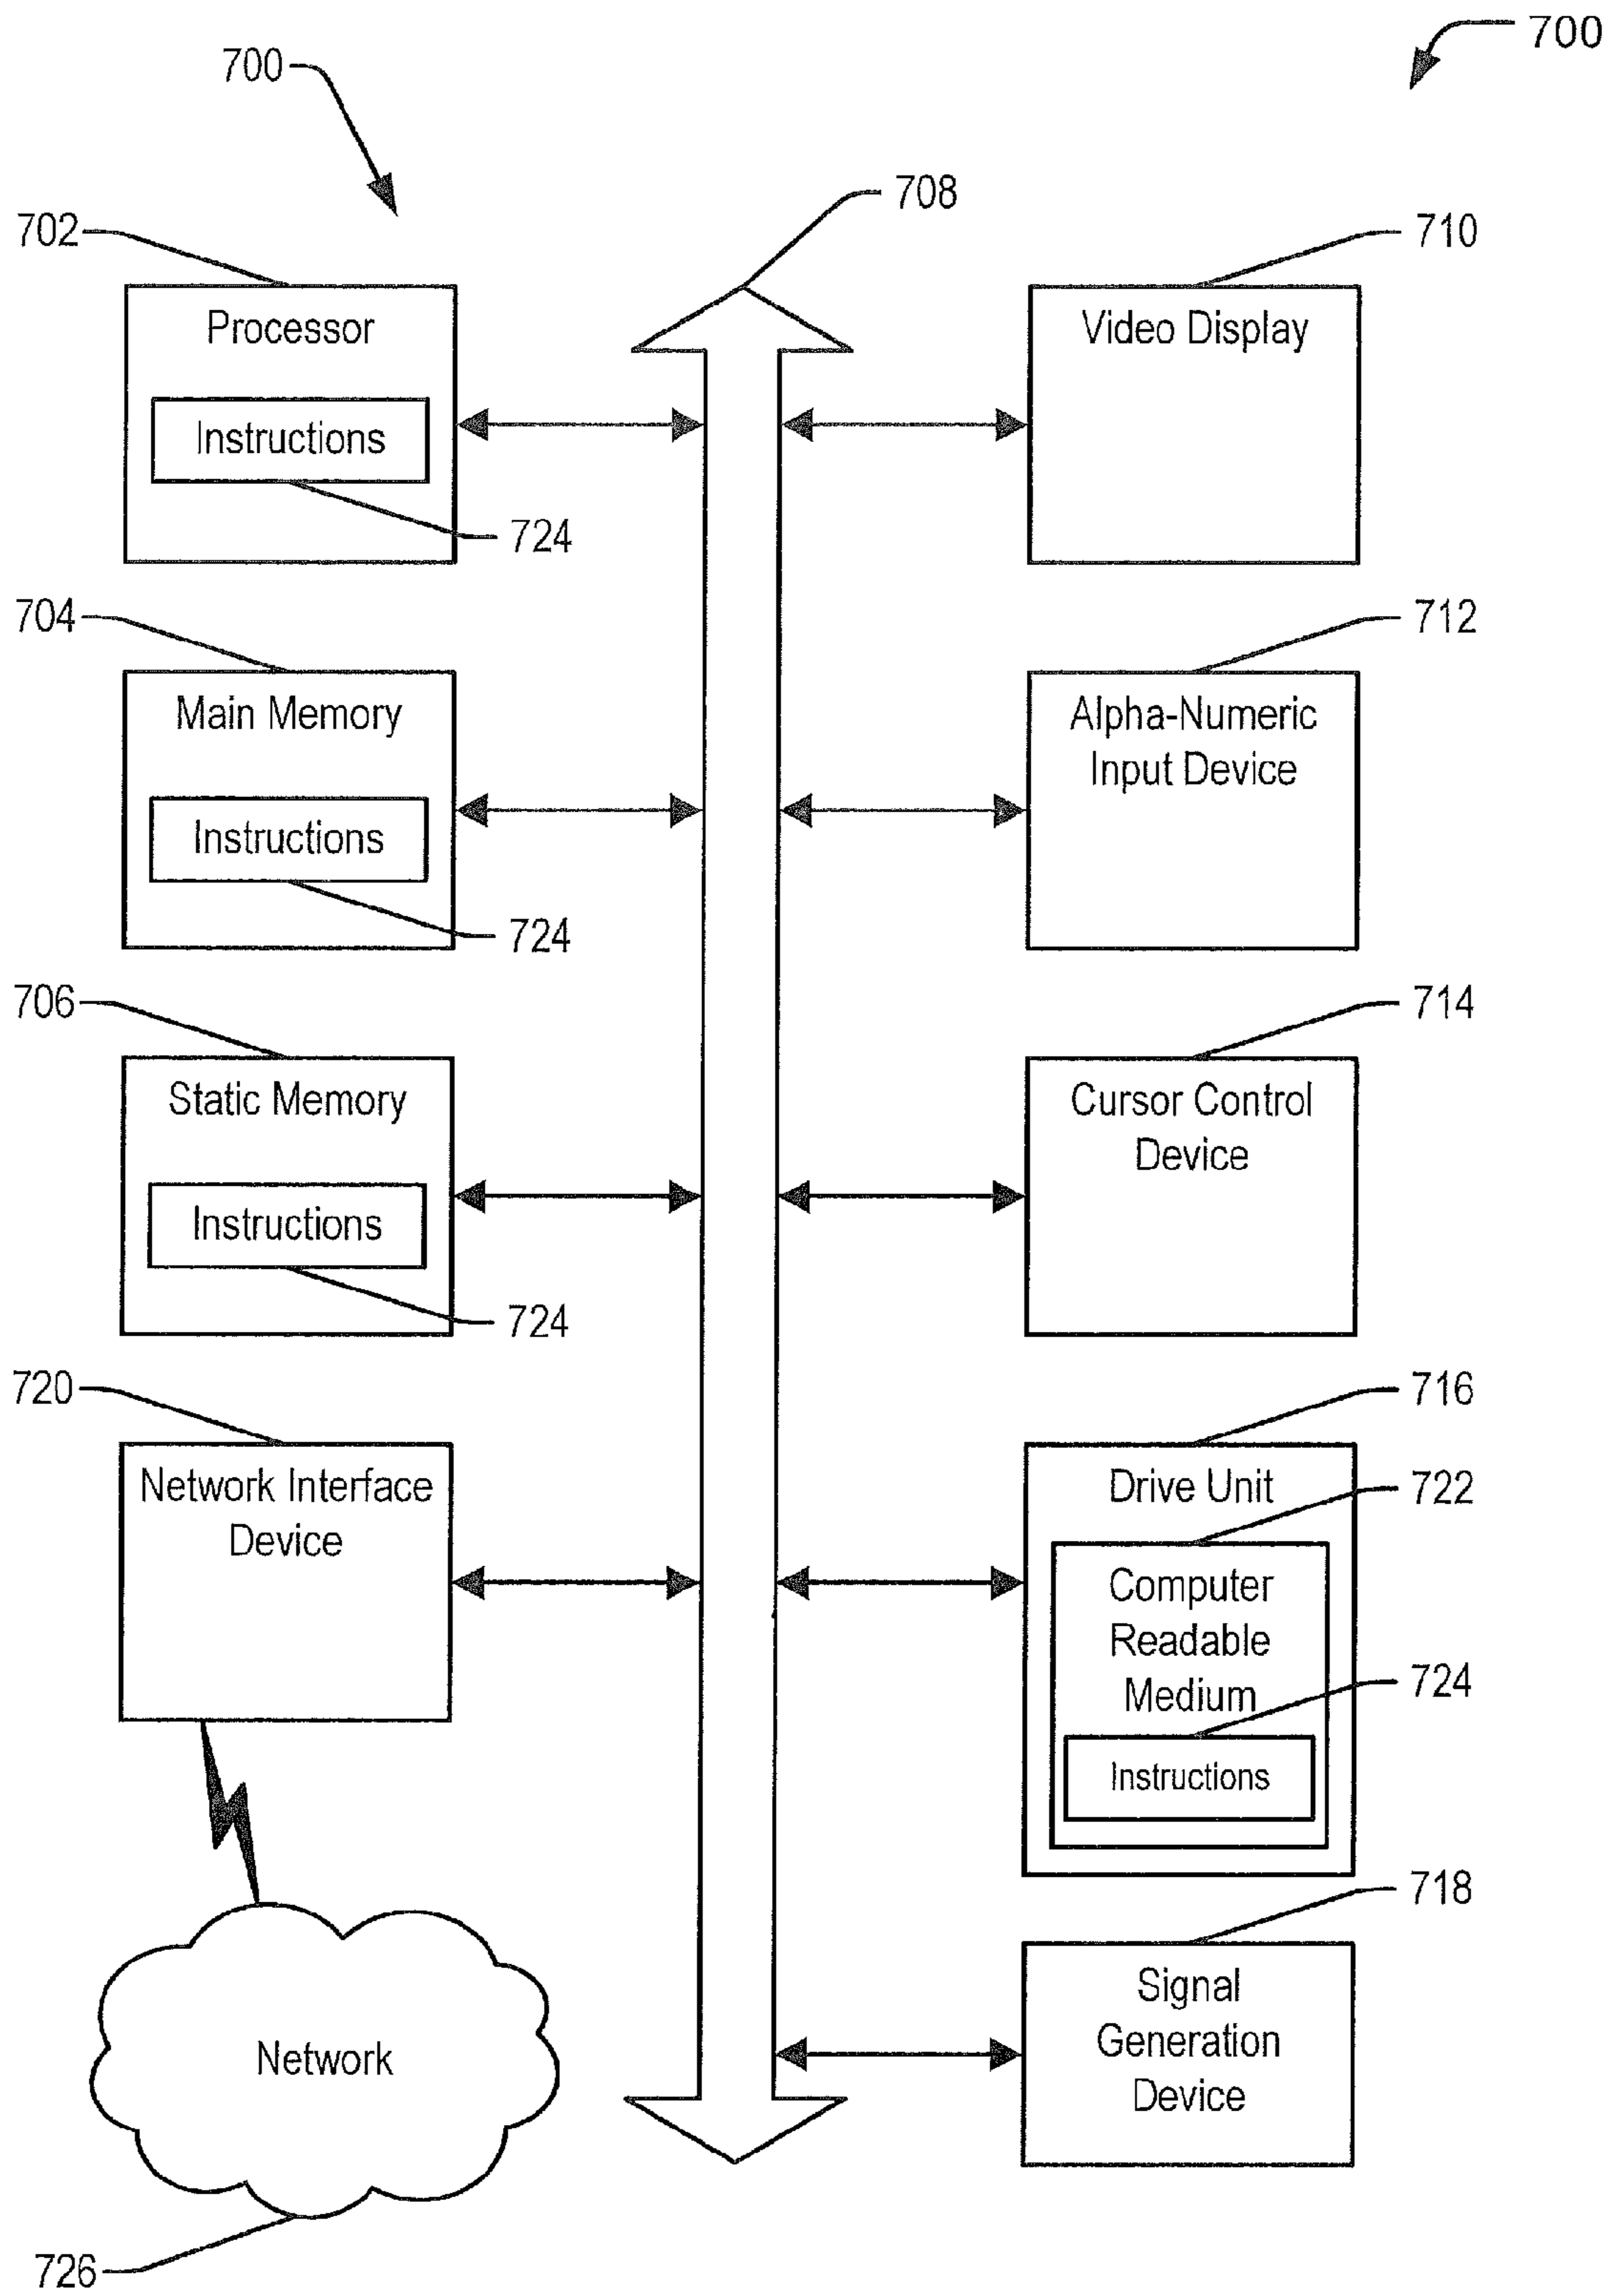 700
700
708
702
710
Processor
Instructions
724
Video Display
704
712
Main Memory
Instructions
724
Alpha-Numeric
Input Device
706
714
Static Memory
Instructions
724
Cursor Control
Device
720
716
Network Interface
Device
Drive Unit
722
Computer
Readable
Medium
724
Instructions
718
Signal
Generation
Device
Network
726